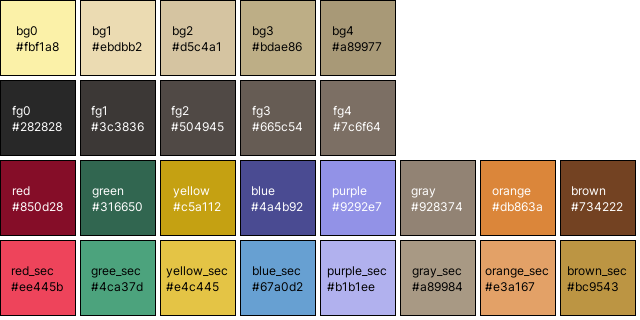 bg0 bg1 bg2 bg3 bg4
#fbf1a8 #ebdbb2 #d5c4a1 #bdae86 #a89977
fg0 fg1 fg2 fg3 fg4
#282828 #3c3836 #504945 #665c54 #7c6f64
red green yellow blue purple gray orange brown
#850d28 #316650 #c5a112 #4a4b92 #9292e7 #928374 #db863a #734222
red_sec gree_sec yellow_sec blue_sec purple_sec gray_sec orange_sec brown_sec
#ee445b #4ca37d #e4c445 #67a0d2 #b1b1ee #a89984 #e3a167 #bc9543